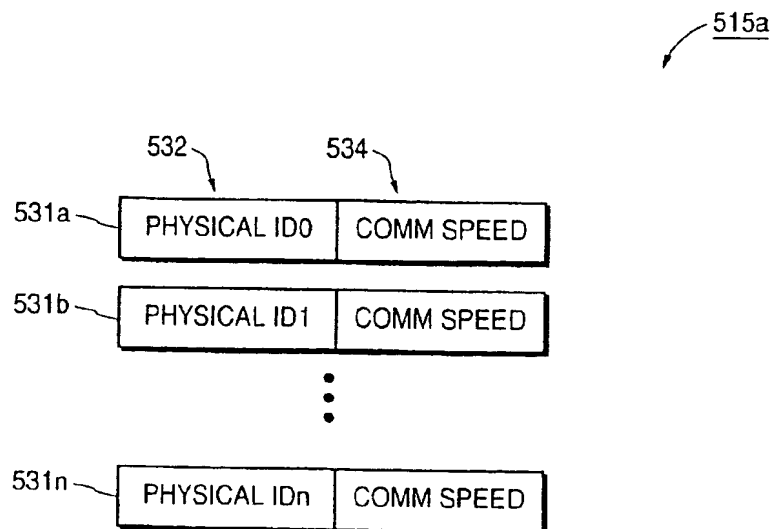 515a
532 534
531a PHYSICAL ID0 COMM SPEED
531b PHYSICAL ID1 COMM SPEED
531n PHYSICAL IDn COMM SPEED